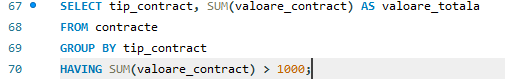 67 SELECT tip_contract, SUM(valoare_contract) AS valoare_totala
68 FROM contracte
69 GROUP BY tip_contract
70 HAVING SUM(valoare_contract) > 1000;